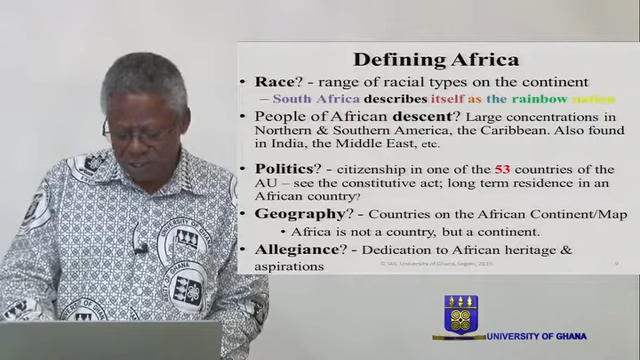 Defining Africa
• Race? - range of racial types on the continent
– South Africa describes itself as the rainbow nation
• People of African descent? Large concentrations in
Northern & Southern America, the Caribbean. Also found
in India, the Middle East, etc.
• Politics? - citizenship in one of the 53 countries of the
AU – see the constitutive act; long term residence in an
African country?
• Geography? - Countries on the African Continent/Map
• Africa is not a country, but a continent.
• Allegiance? - Dedication to African heritage &
aspirations
9
UNIVERSITY OF GHANA
UNIVERSITY OF GHANA